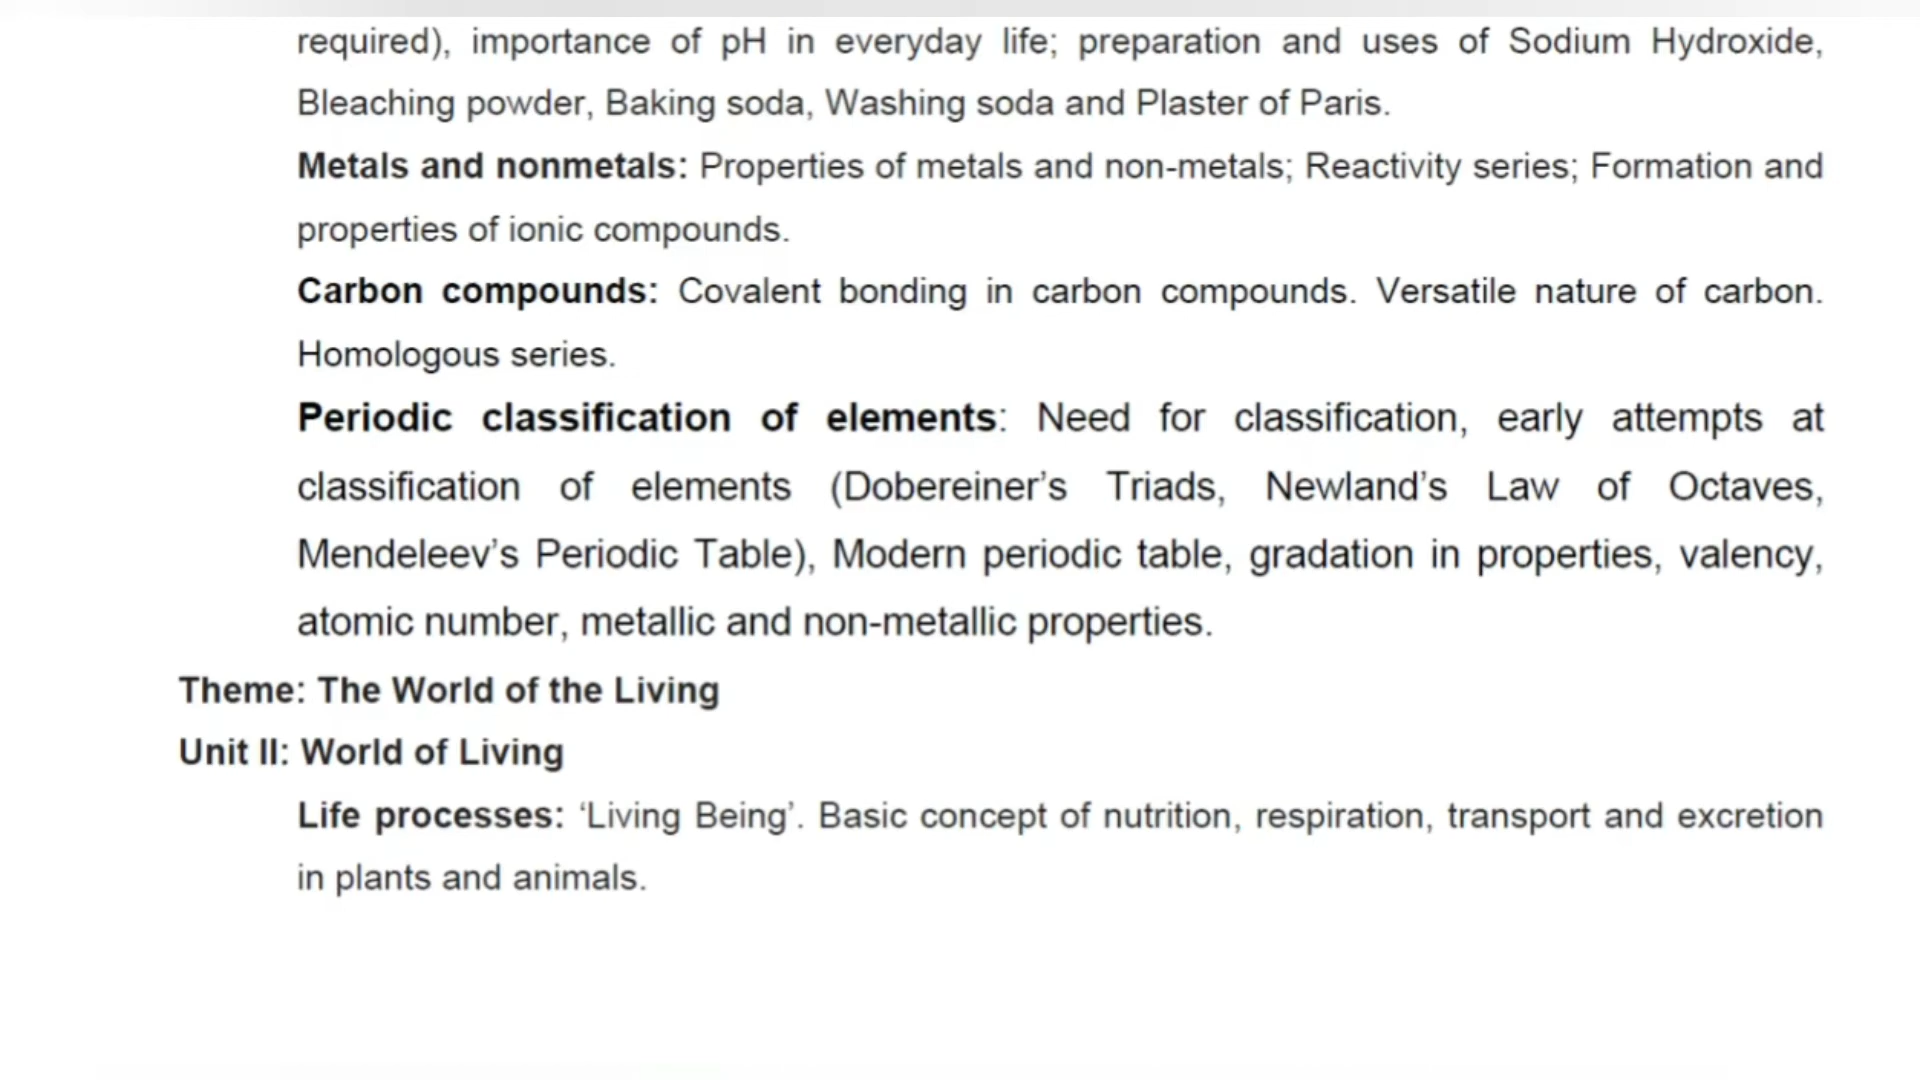 required), importance of pH in everyday life; preparation and uses of Sodium Hydroxide,
Bleaching powder, Baking soda, Washing soda and Plaster of Paris.
Metals and nonmetals: Properties of metals and non-metals; Reactivity series; Formation and
properties of ionic compounds.
Carbon compounds: Covalent bonding in carbon compounds. Versatile nature of carbon.
Homologous series.
Periodic classification of elements: Need for classification, early attempts at
classification of elements (Dobereiner’s Triads, Newland’s Law of Octaves,
Mendeleev’s Periodic Table), Modern periodic table, gradation in properties, valency,
atomic number, metallic and non-metallic properties.
Theme: The World of the Living
Unit II: World of Living
Life processes: ‘Living Being’. Basic concept of nutrition, respiration, transport and excretion
in plants and animals.